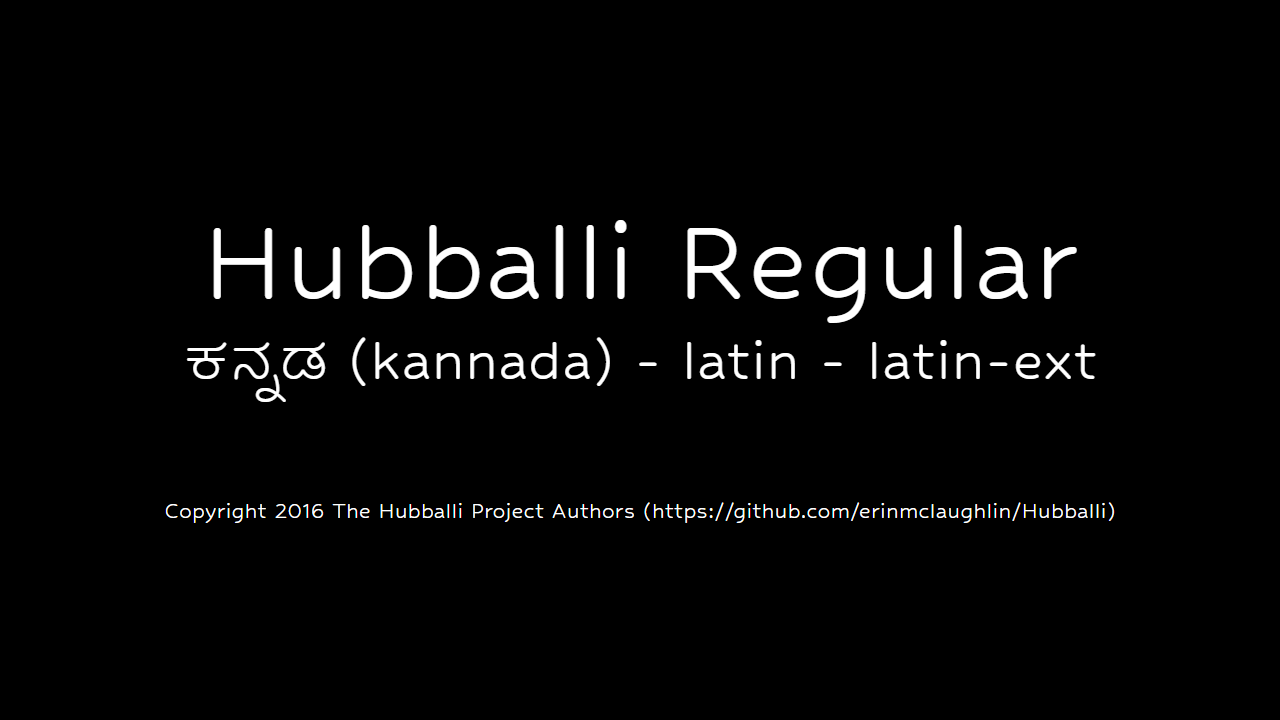 Hubballi Regular
ಕನ್ನಡ (kannada) - latin - latin-ext
Copyright 2016 The Hubballi Project Authors (https://github.com/erinmclaughlin/Hubballi)